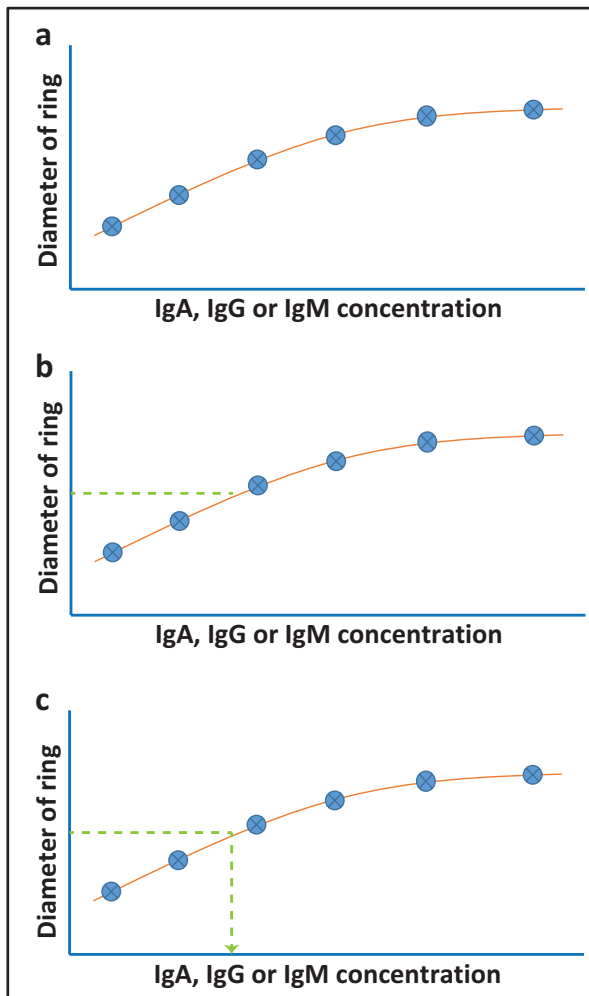 a
Diameter of ring
IgA, IgG or IgM concentration
b
Diameter of ring
IgA, IgG or IgM concentration
c
Diameter of ring
IgA, IgG or IgM concentration